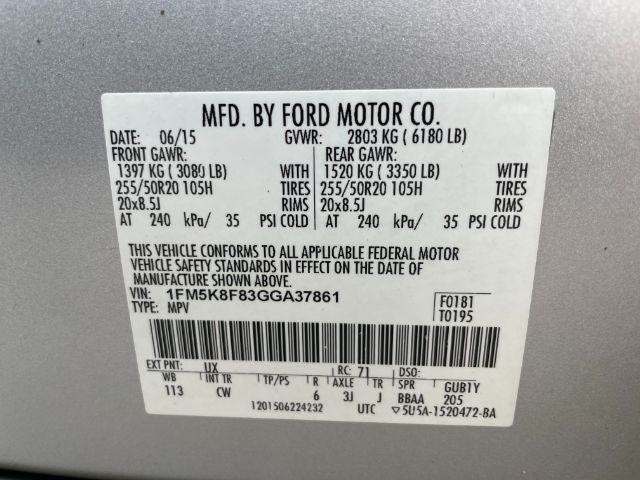 MFD. BY FORD MOTOR CO.
DATE: 06/15 GVWR: 2803 KG ( 6180 LB)
FRONT GAWR: REAR GAWR:
1397 KG ( 3080 LB) WITH 1520 KG ( 3350 LB) WITH
255/50R20 105H TIRES 255/50R20 105H TIRES
20x8.5J RIMS 20x8.5J RIMS
AT 240 kPa/ 35 PSI COLD AT 240 kPa/ 35 PSI COLD
THIS VEHICLE CONFORMS TO ALL APPLICABLE FEDERAL MOTOR
VEHICLE SAFETY STANDARDS IN EFFECT ON THE DATE OF
MANUFACTURE SHOWN ABOVE.
VIN: 1FM5K8F83GGA37861 F0181
TYPE: MPV T0195
EXT PNT: UX RC: 71 DSO:
WB INT TR TP/PS R AXLE TR SPR GUB1Y
113 CW 6 3J J BBAA 205
1201506224232 UTC ▽5U5A-1520472-BA